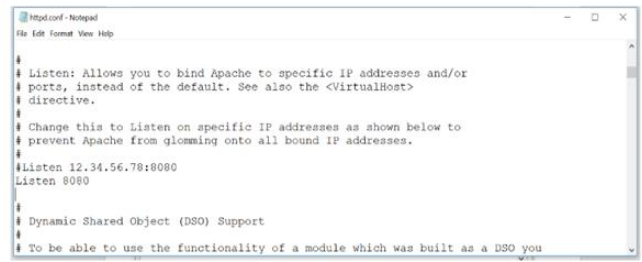 httpd.conf - Notepad
File Edit Format View Help
#
# Listen: Allows you to bind Apache to specific IP addresses and/or
# ports, instead of the default. See also the <VirtualHost>
# directive.
#
# Change this to Listen on specific IP addresses as shown below to
# prevent Apache from glomming onto all bound IP addresses.
#
#Listen 12.34.56.78:8080
Listen 8080
#
# Dynamic Shared Object (DSO) Support
#
# To be able to use the functionality of a module which was built as a DSO you